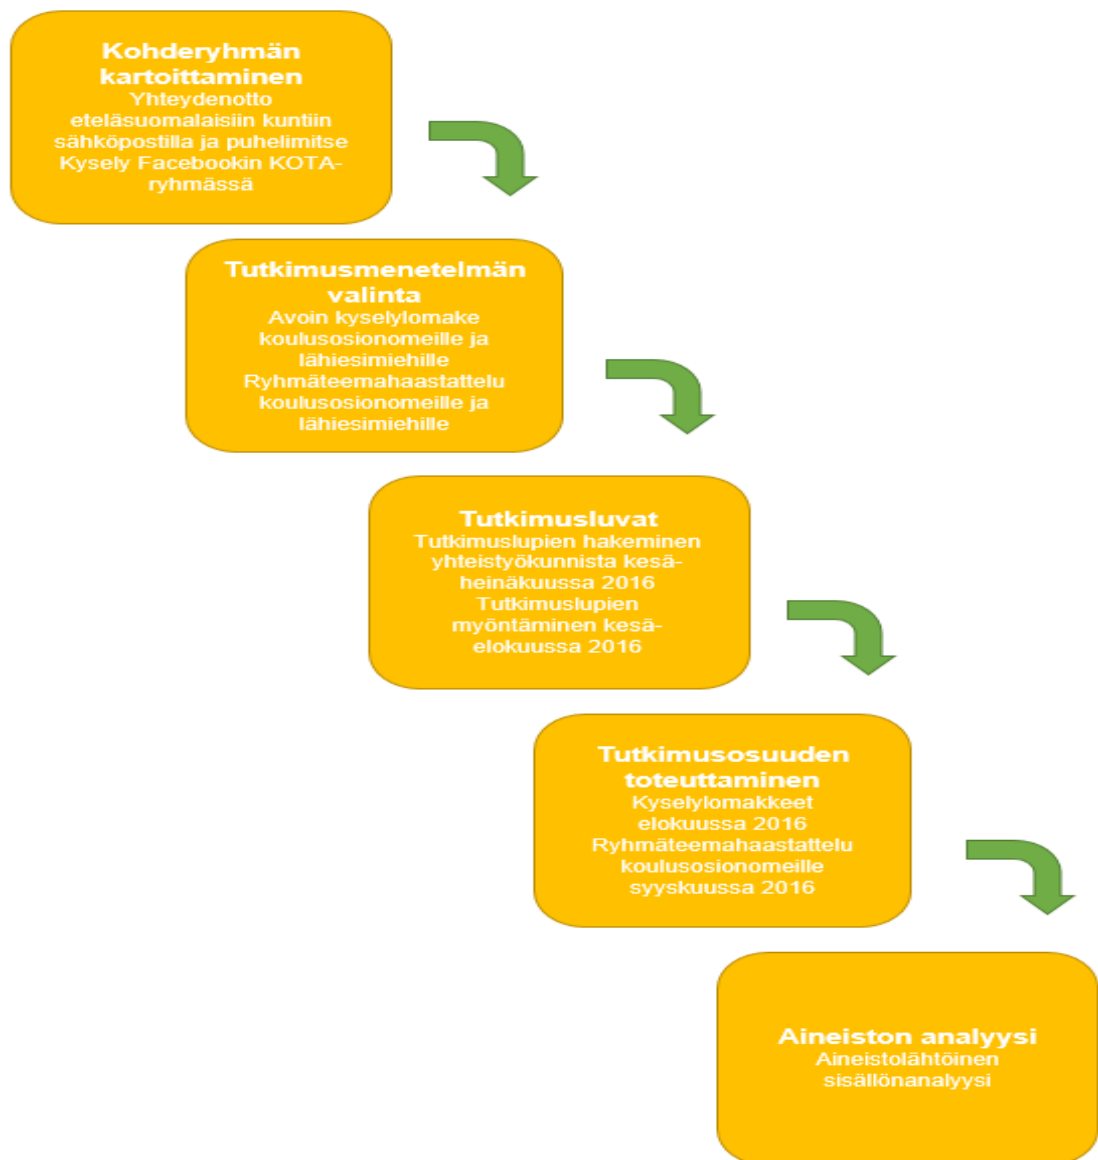 Kohderyhmän
kartoittaminen
Yhteydenotto
eteläsuomalaisiin kuntiin
sähköpostilla ja puhelimitse
Kysely Facebookin KOTA-
ryhmässä
Tutkimusmenetelmän
valinta
Avoin kyselylomake
koulusosionomeille ja
lähiesimiehille
Ryhmäteemahaastattelu
koulusosionomeille ja
lähiesimiehille
Tutkimusluvat
Tutkimuslupien hakeminen
yhteistyökunnista kesä-
heinäkuussa 2016
Tutkimuslupien
myöntäminen kesä-
elokuussa 2016
Tutkimusosuuden
toteuttaminen
Kyselylomakkeet
elokuussa 2016
Ryhmäteemahaastattelu
koulusosionomeille
syyskuussa 2016
Aineiston analyysi
Aineistolähtöinen
sisällönanalyysi